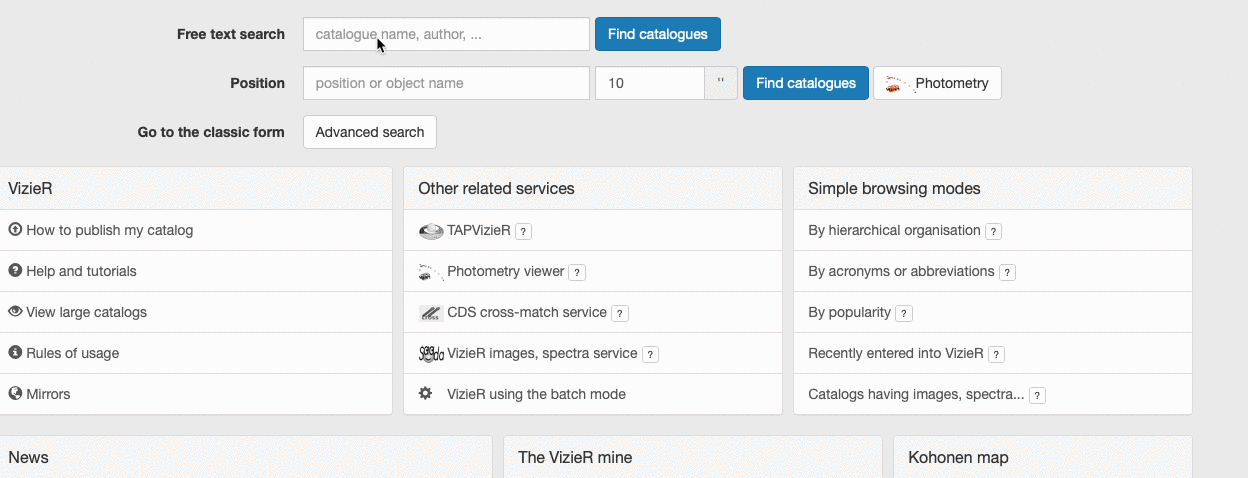 Free text search catalogue name, author, ... Find catalogues
Position position or object name 10 " Find catalogues Photometry
Go to the classic form Advanced search
VizieR
How to publish my catalog
Help and tutorials
View large catalogs
Rules of usage
Mirrors
Other related services
TAPVizieR ?
Photometry viewer ?
CDS cross-match service ?
VizieR images, spectra service ?
VizieR using the batch mode
Simple browsing modes
By hierarchical organisation ?
By acronyms or abbreviations ?
By popularity ?
Recently entered into VizieR ?
Catalogs having images, spectra... ?
News
The VizieR mine
Kohonen map